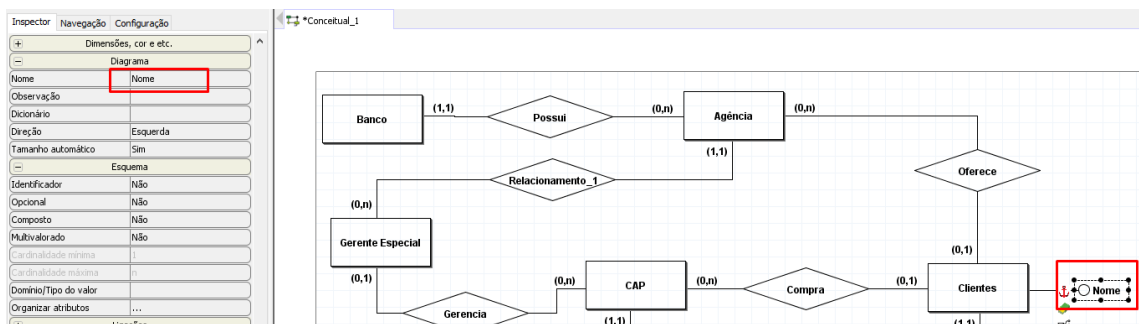 Inspector Navegação Configuração
*Conceitual_1
Dimensões, cor e etc.
Diagrama
Nome Nome
Observação
Dicionário
Direção Esquerda
Tamanho automático Sim
Esquema
Identificador Não
Opcional Não
Composto Não
Multivalorado Não
Cardinalidade mínima 1
Cardinalidade máxima n
Domínio/Tipo do valor
Organizar atributos ...
Banco (1,1) Possui (0,n) Agência (0,n)
(1,1)
Oferece
Relacionamento_1
(0,n)
Gerente Especial
(0,1)
(0,1)
Gerencia (0,n) CAP (0,n) Compra (0,1) Clientes Nome
(1,1) (1,1)